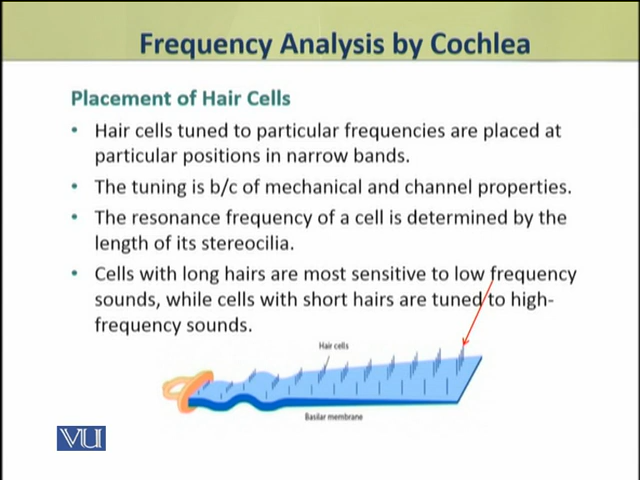 Frequency Analysis by Cochlea
Placement of Hair Cells
• Hair cells tuned to particular frequencies are placed at
particular positions in narrow bands.
• The tuning is b/c of mechanical and channel properties.
• The resonance frequency of a cell is determined by the
length of its stereocilia.
• Cells with long hairs are most sensitive to low frequency
sounds, while cells with short hairs are tuned to high-
frequency sounds.
Hair cells
Basilar membrane
VU